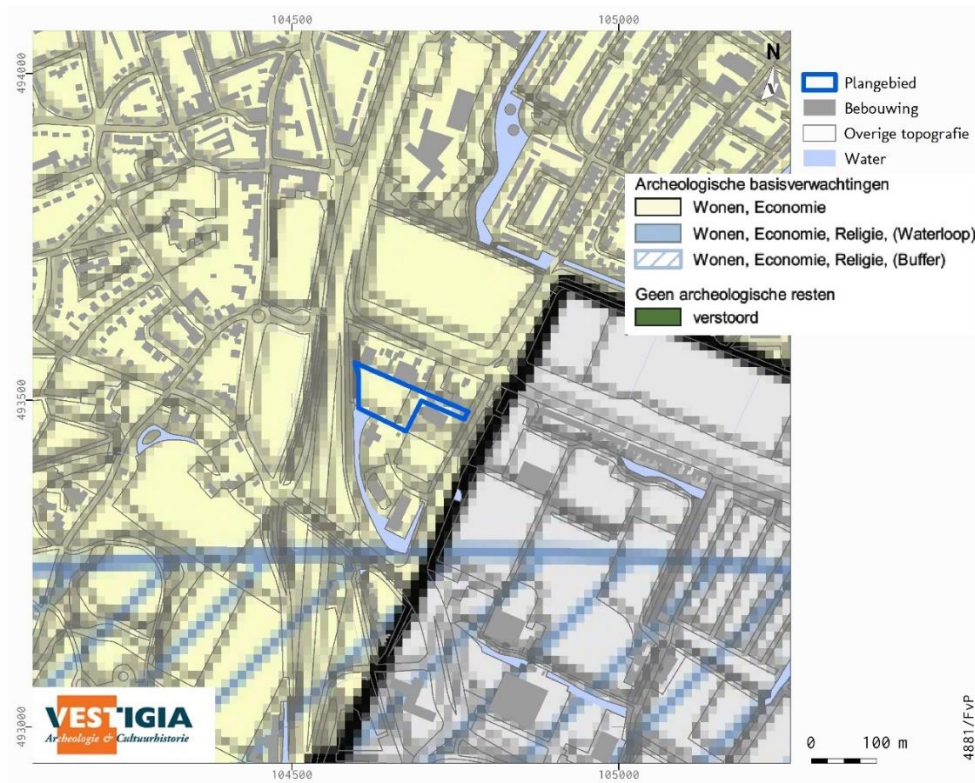 104500
105000
494000
493500
493000
N
Plangebied
Bebouwing
Overige topografie
Water
Archeologische basisverwachtingen
Wonen, Economie
Wonen, Economie, Religie, (Waterloop)
Wonen, Economie, Religie, (Buffer)
Geen archeologische resten
verstoord
VESTIGIA
Archeologie & Cultuurhistorie
104500
105000
0 100 m
4881/FvP